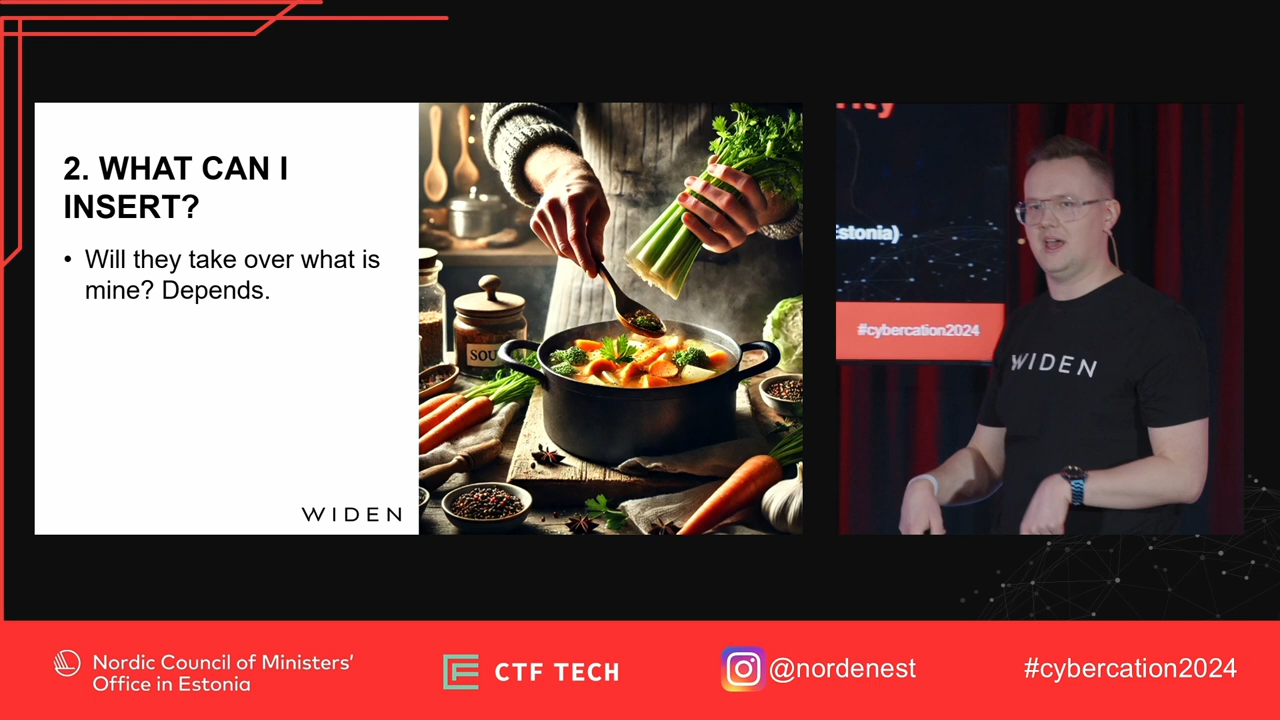 2. WHAT CAN I
INSERT?
• Will they take over what is
mine? Depends.
WIDEN
SOU
Estonia)
#cybercation2024
WIDEN
Nordic Council of Ministers'
Office in Estonia
CTF TECH
@nordenest
#cybercation2024